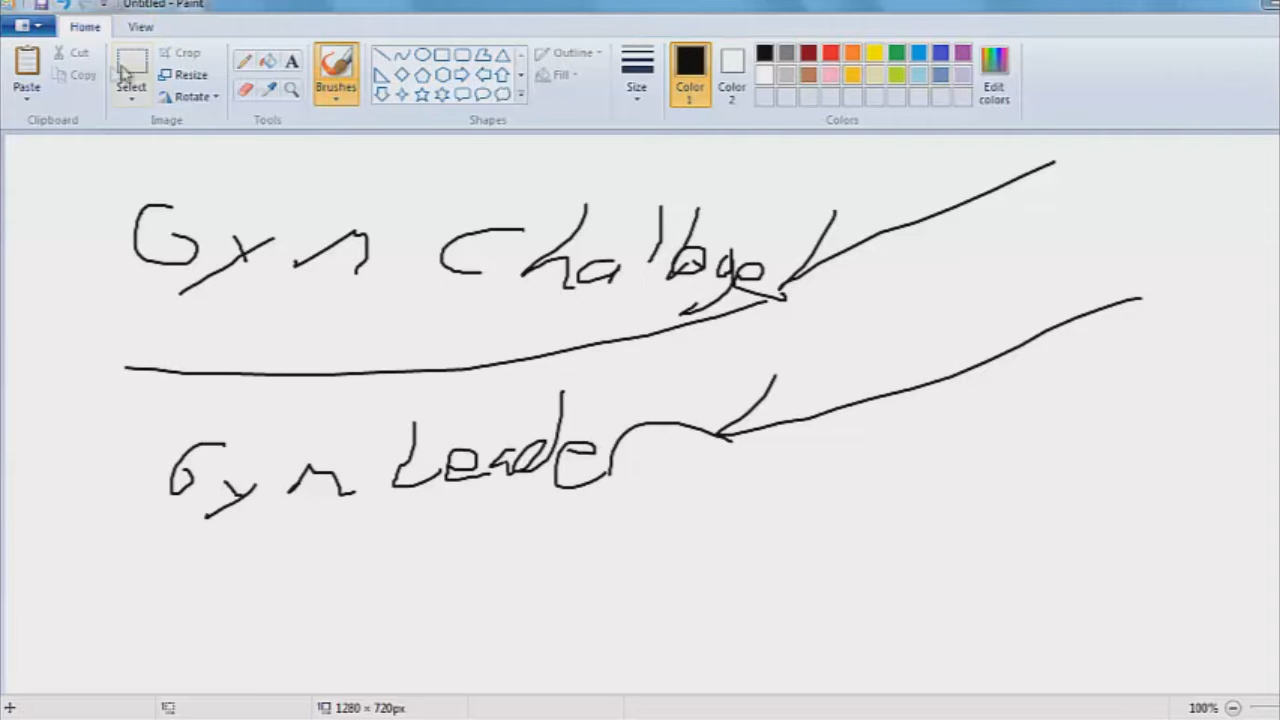 Untitled - Paint
Home View
Paste Cut Copy Select Crop Resize Rotate Brushes Size Outline Fill Color 1 Color 2 Edit colors
Clipboard Image Tools Shapes Colors
Gym Challenge
Gym Leader
1280 × 720px 100%